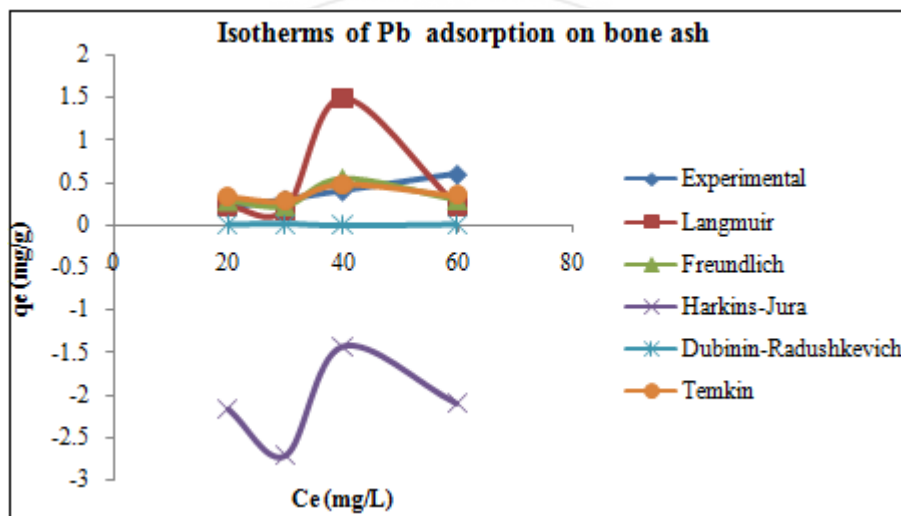 Isotherms of Pb adsorption on bone ash
2
1.5
1
0.5
0
-0.5
-1
-1.5
-2
-2.5
-3
0
20
40
60
80
qe (mg/g)
Ce (mg/L)
Experimental
Langmuir
Freundlich
Harkins-Jura
Dubinin-Radushkevich
Temkin